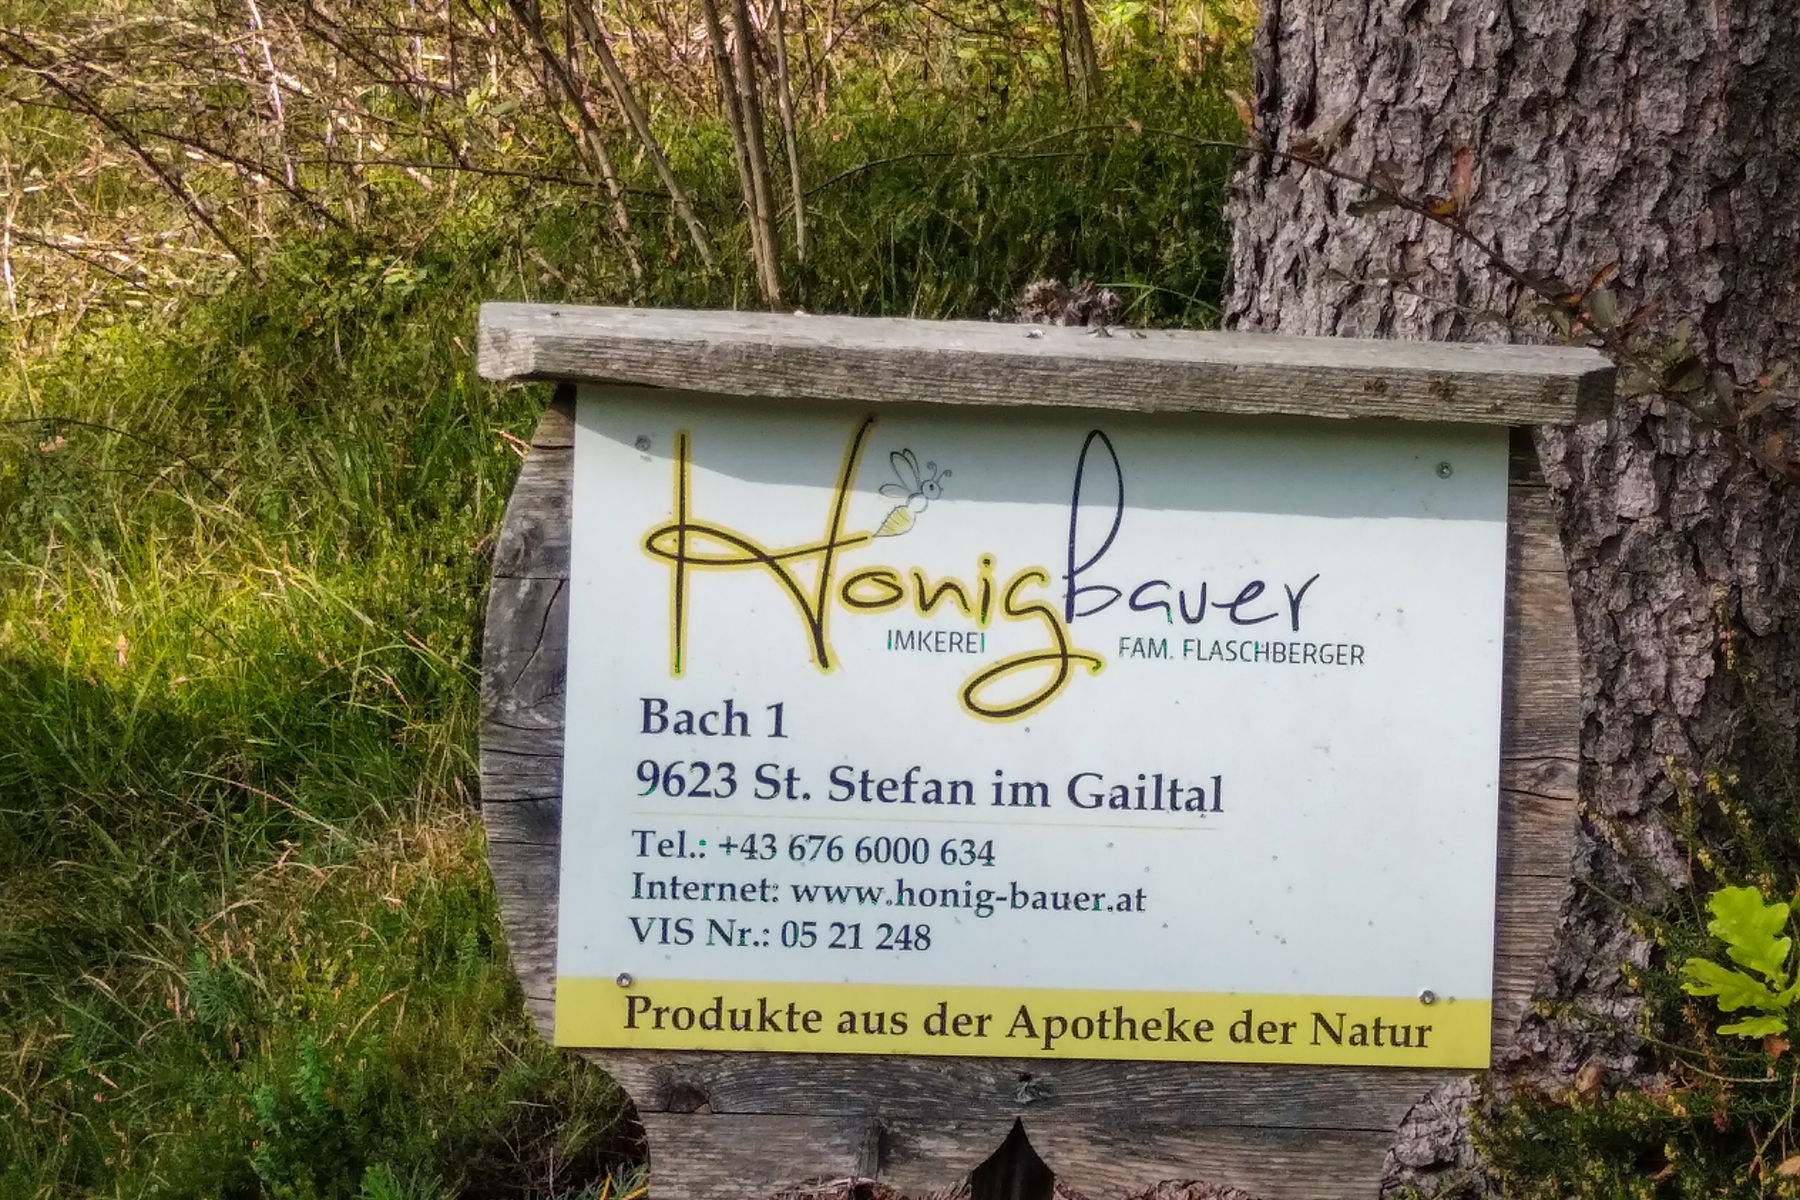 Honigbauer
IMKEREI FAM. FLASCHBERGER
Bach 1
9623 St. Stefan im Gailtal
Tel.: +43 676 6000 634
Internet: www.honig-bauer.at
VIS Nr.: 05 21 248
Produkte aus der Apotheke der Natur